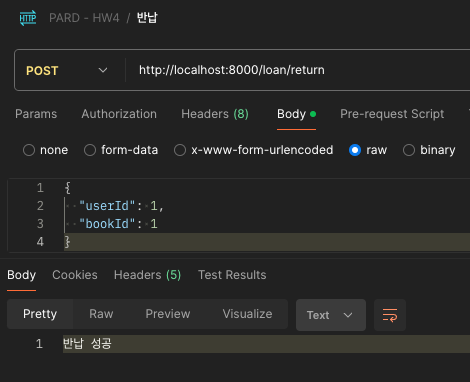 HTTP PARD - HW4 / 반납
POST http://localhost:8000/loan/return
Params Authorization Headers (8) Body Pre-request Script
none form-data x-www-form-urlencoded raw binary
1 {
2 "userId": 1,
3 "bookId": 1
4 }
Body Cookies Headers (5) Test Results
Pretty Raw Preview Visualize Text
1 반납 성공